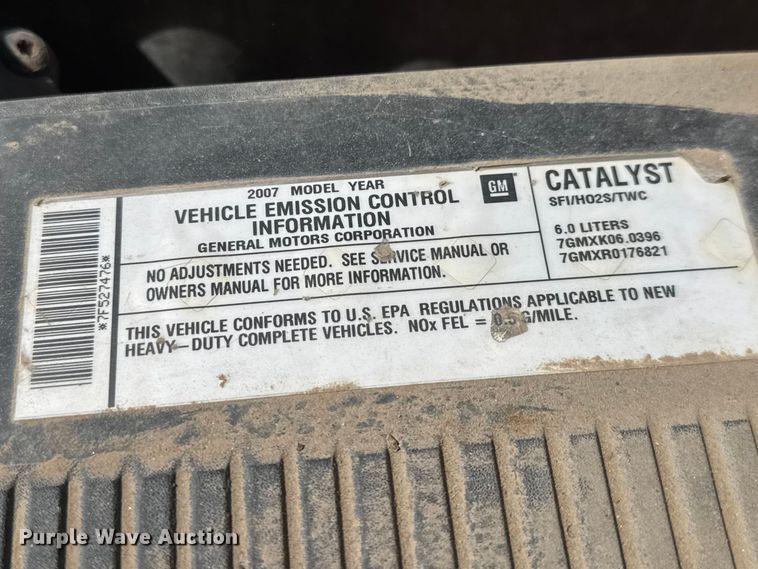 2007 MODEL YEAR
VEHICLE EMISSION CONTROL
INFORMATION
GENERAL MOTORS CORPORATION
GM
CATALYST
SFI/HO2S/TWC
6.0 LITERS
7GMXK06.0396
7GMXR0176821
NO ADJUSTMENTS NEEDED. SEE SERVICE MANUAL OR
OWNERS MANUAL FOR MORE INFORMATION.
THIS VEHICLE CONFORMS TO U.S. EPA REGULATIONS APPLICABLE TO NEW
HEAVY-DUTY COMPLETE VEHICLES. NOx FEL = G/MILE.
*7F527476*
Purple Wave Auction